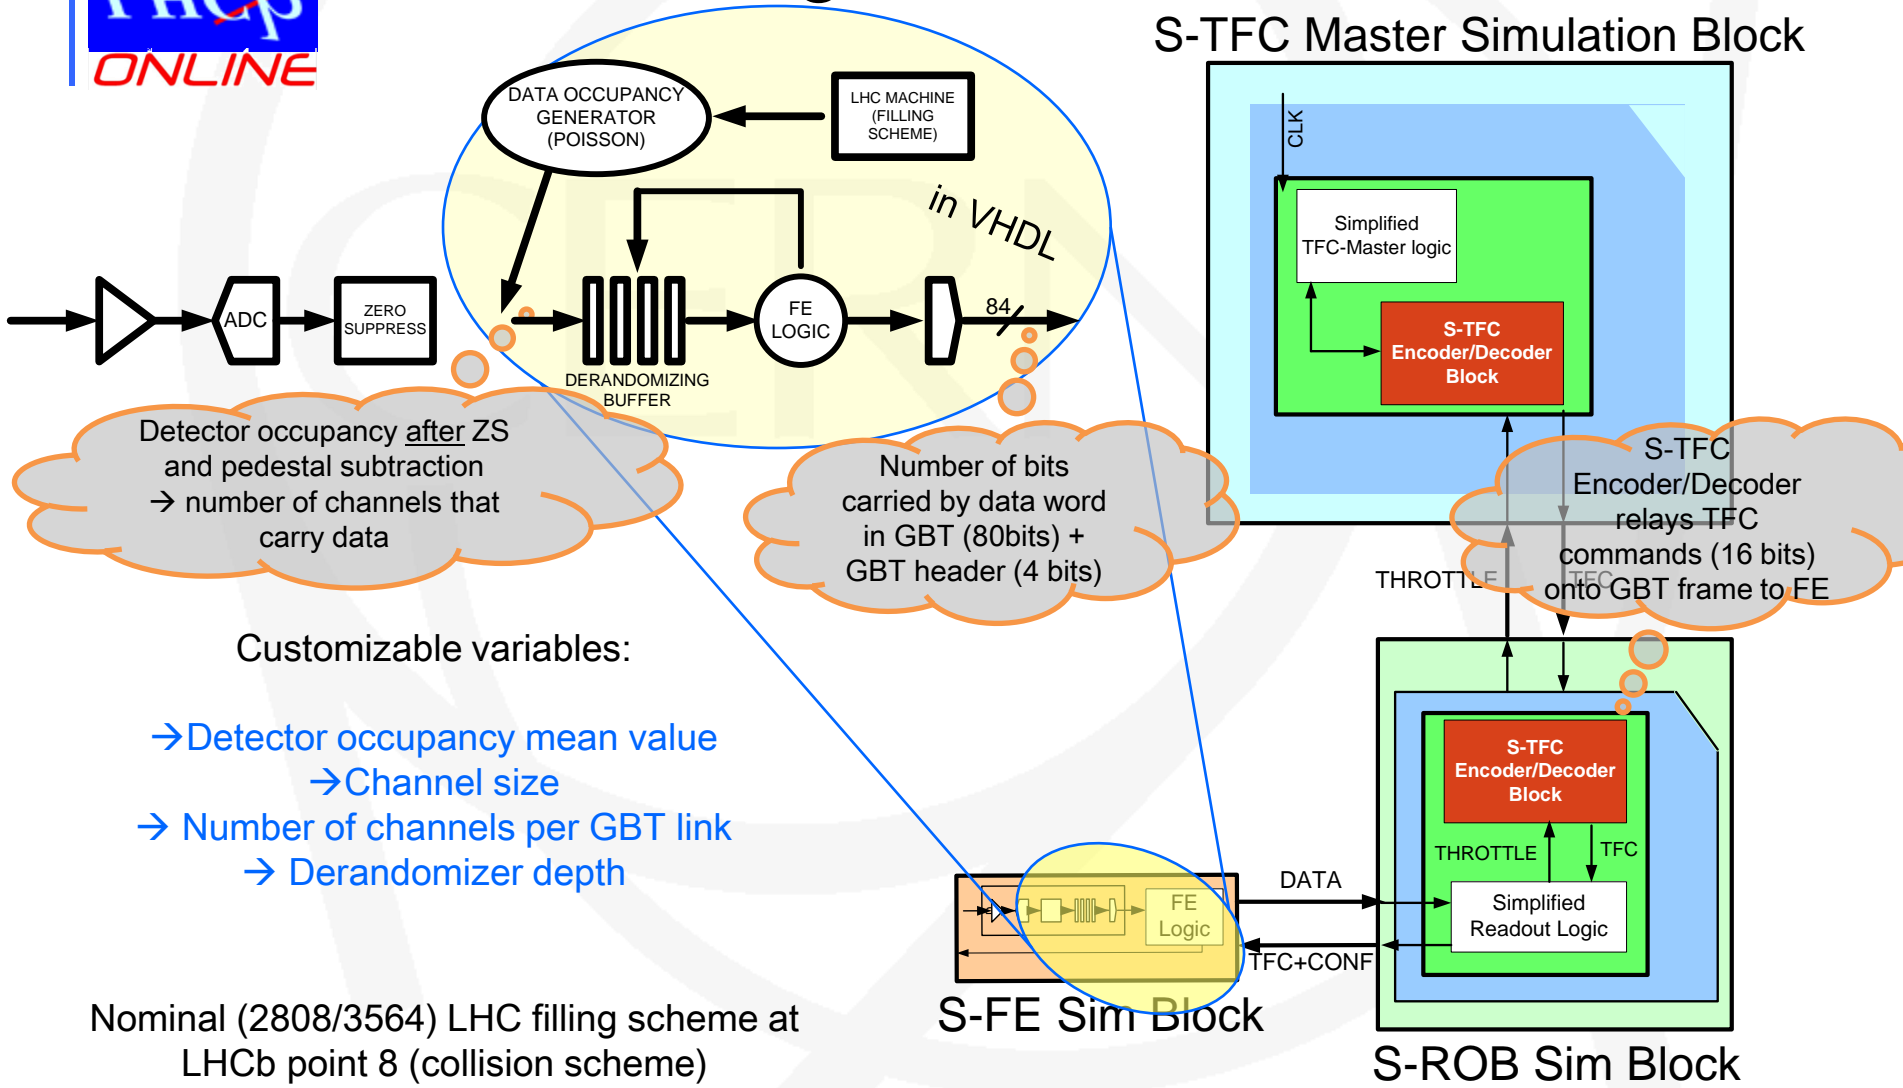 LHCb
ONLINE
S-TFC Master Simulation Block
DATA OCCUPANCY
GENERATOR
(POISSON)
LHC MACHINE
(FILLING
SCHEME)
in VHDL
CLK
Simplified
TFC-Master logic
S-TFC
Encoder/Decoder
Block
ADC
ZERO
SUPPRESS
FE
LOGIC
84
DERANDOMIZING
BUFFER
Detector occupancy after ZS
and pedestal subtraction
→ number of channels that
carry data
Number of bits
carried by data word
in GBT (80bits) +
GBT header (4 bits)
S-TFC
Encoder/Decoder
relays TFC
commands (16 bits)
onto GBT frame to FE
THROTTLE
TFC
Customizable variables:
→Detector occupancy mean value
→Channel size
→ Number of channels per GBT link
→ Derandomizer depth
S-TFC
Encoder/Decoder
Block
THROTTLE
TFC
Simplified
Readout Logic
DATA
TFC+CONF
FE
Logic
S-FE Sim Block
S-ROB Sim Block
Nominal (2808/3564) LHC filling scheme at
LHCb point 8 (collision scheme)
CERN